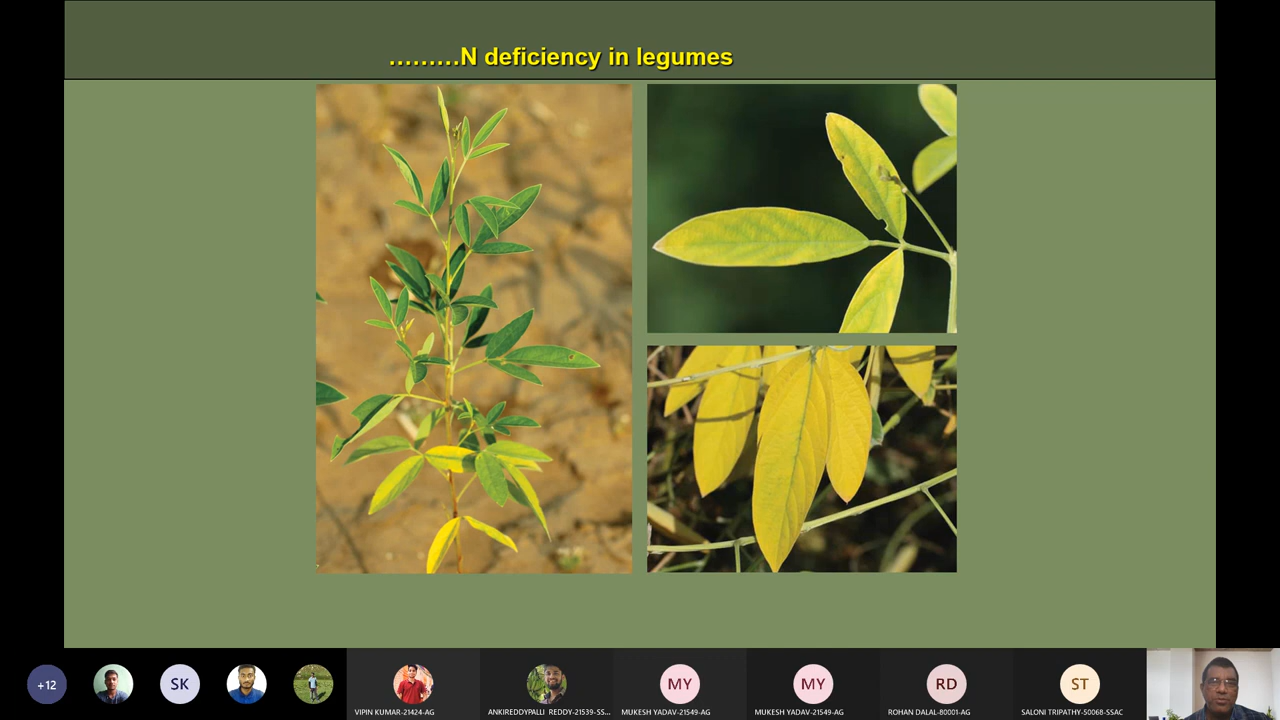 .........N deficiency in legumes
+12
SK
MY
MY
RD
ST
VIPIN KUMAR-21424-AG
ANKIREDDYPALLI REDDY-21539-SS...
MUKESH YADAV-21549-AG
MUKESH YADAV-21549-AG
ROHAN DALAL-80001-AG
SALONI TRIPATHY-50068-SSAC